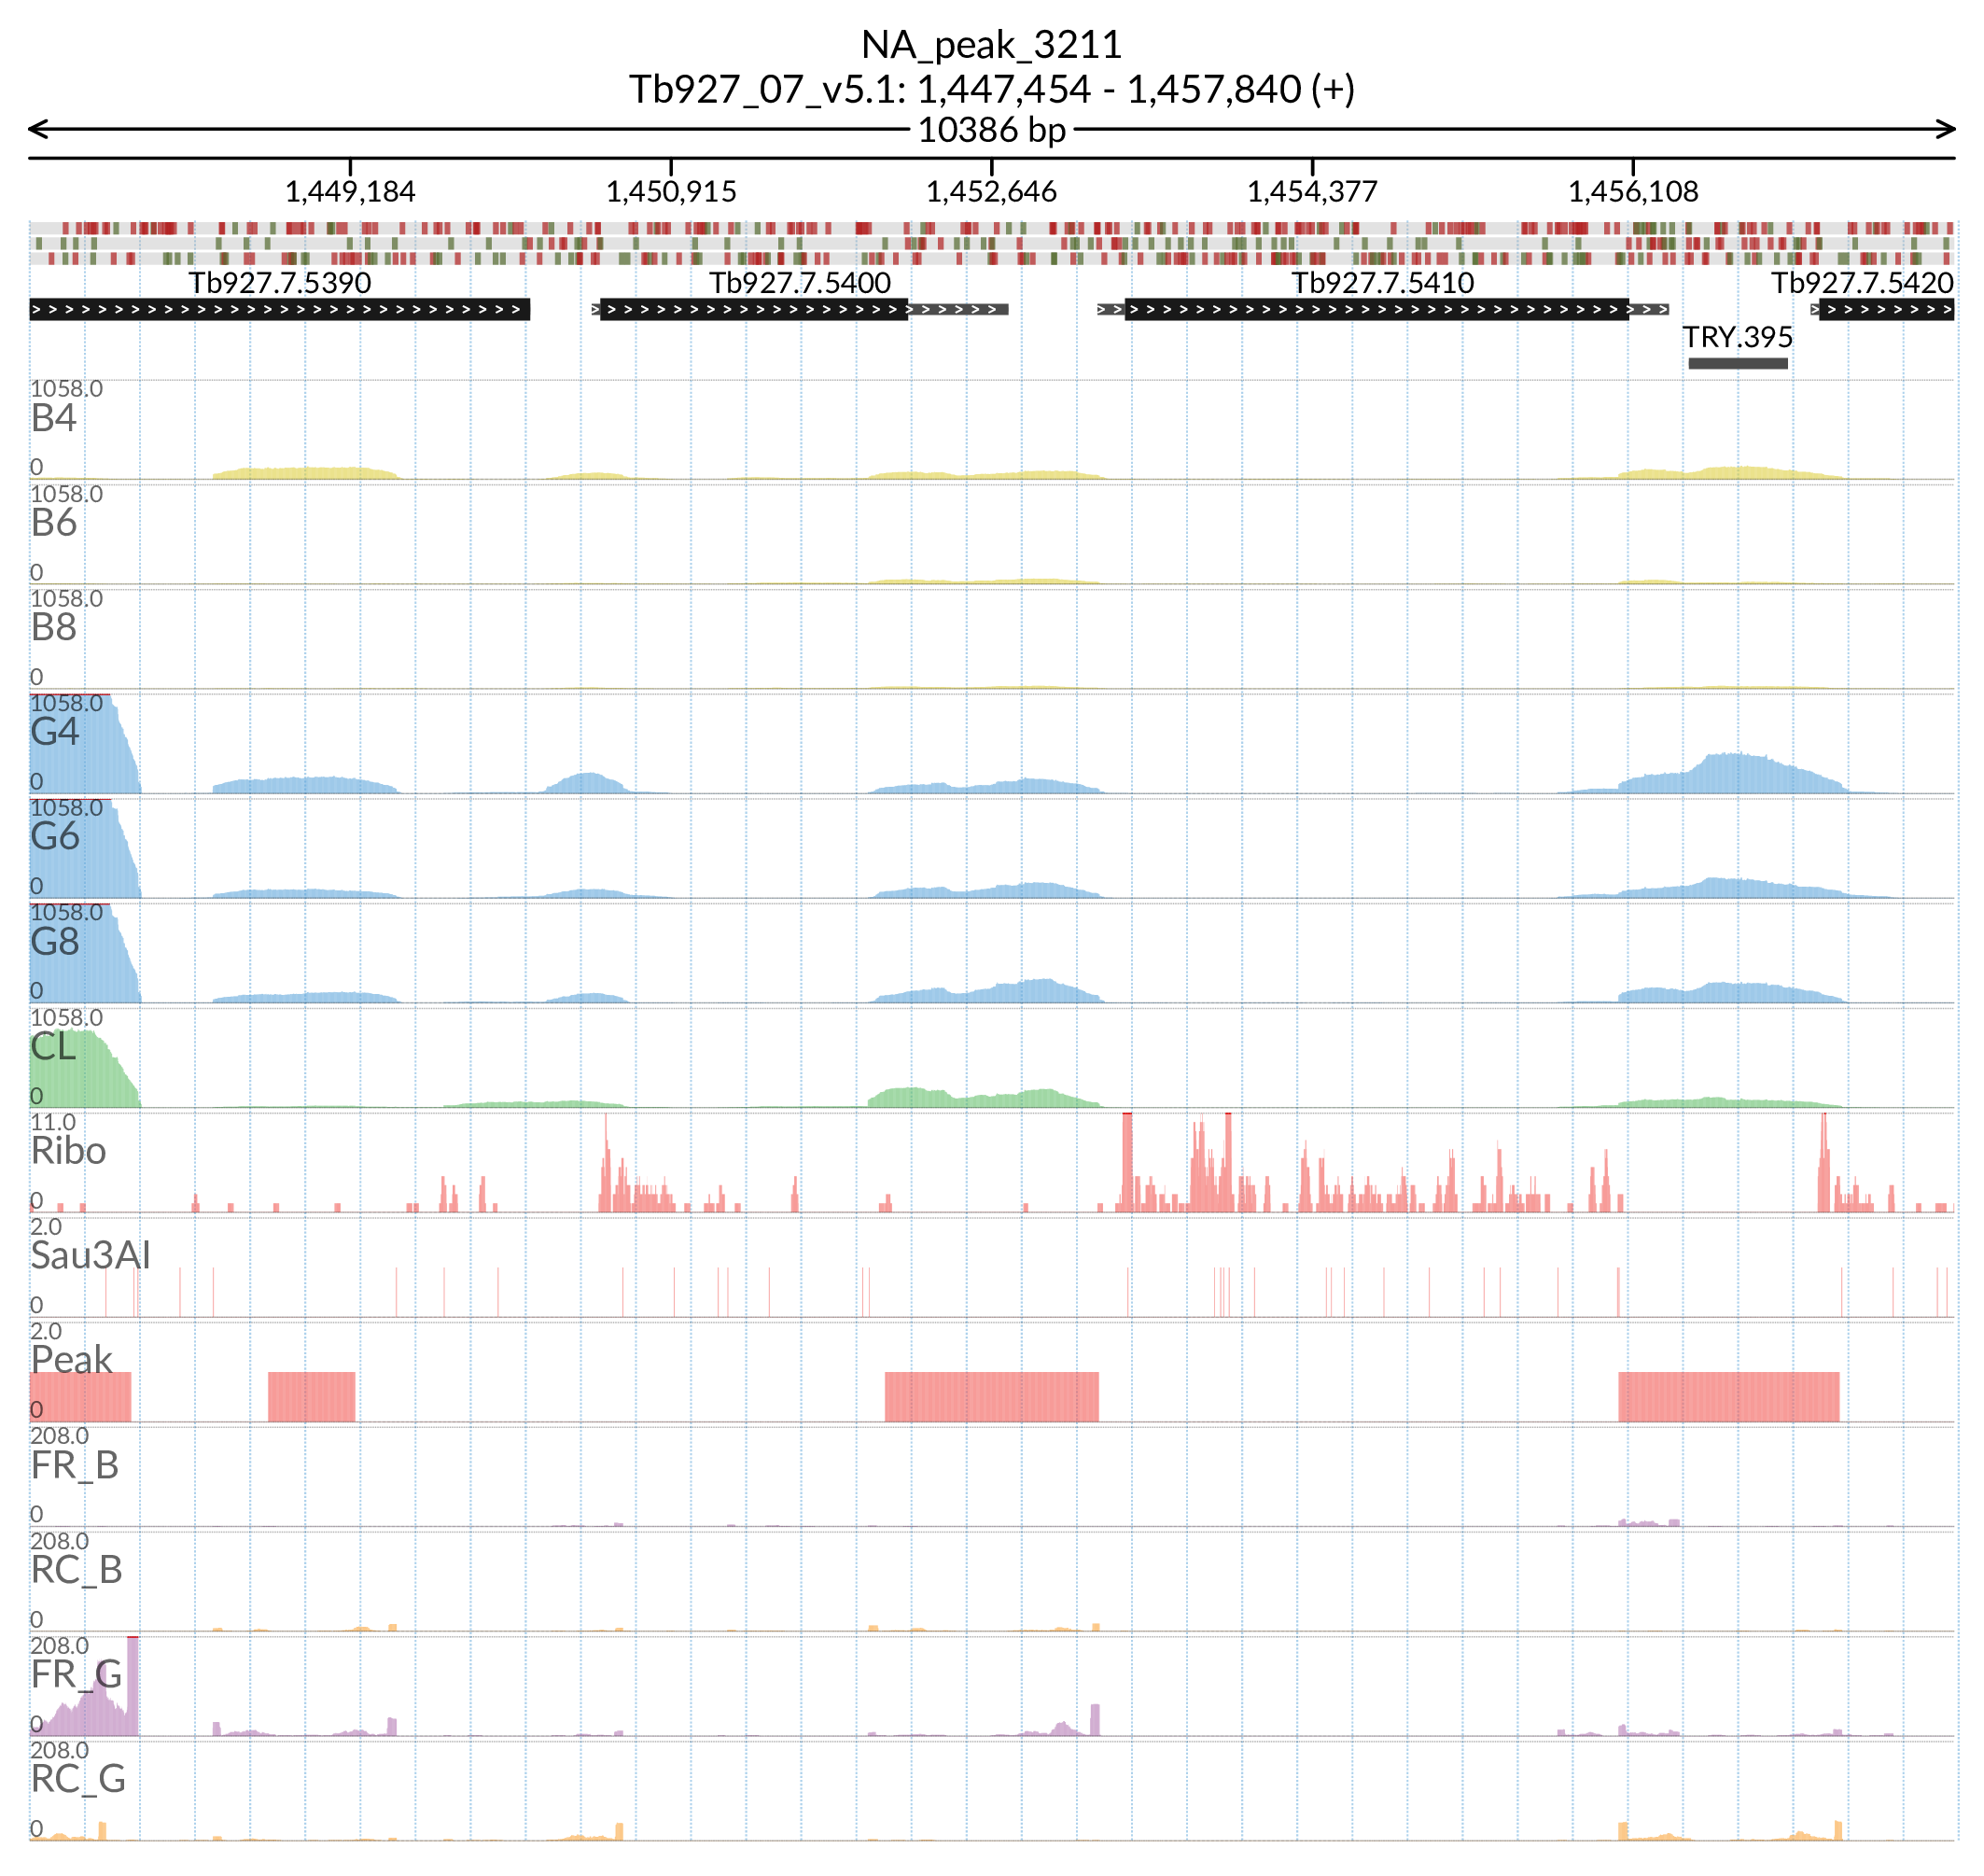 NA_peak_3211
Tb927_07_v5.1: 1,447,454 - 1,457,840 (+)
10386 bp
1,449,184 1,450,915 1,452,646 1,454,377 1,456,108
Tb927.7.5390 Tb927.7.5400 Tb927.7.5410 Tb927.7.5420
TRY.395
1058.0
B4
0
1058.0
B6
0
1058.0
B8
0
1058.0
G4
0
1058.0
G6
0
1058.0
G8
0
1058.0
CL
0
11.0
Ribo
0
2.0
Sau3AI
0
2.0
Peak
0
208.0
FR_B
0
208.0
RC_B
0
208.0
FR_G
0
208.0
RC_G
0